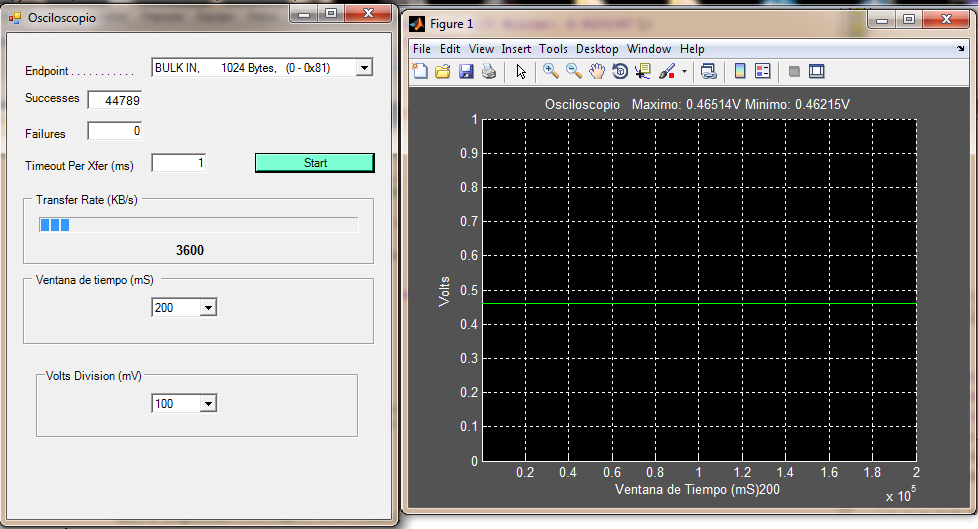 Osciloscopio
Endpoint . . . . . . . . . . . BULK IN, 1024 Bytes, (0 - 0x81)
Successes 44789
Failures 0
Timeout Per Xfer (ms) 1 Start
Transfer Rate (KB/s)
3600
Ventana de tiempo (mS)
200
Volts Division (mV)
100
Figure 1
File Edit View Insert Tools Desktop Window Help
Osciloscopio Maximo: 0.46514V Minimo: 0.46215V
1
0.9
0.8
0.7
0.6
0.5
0.4
0.3
0.2
0.1
0
Volts
0.2 0.4 0.6 0.8 1 1.2 1.4 1.6 1.8 2
Ventana de Tiempo (mS)200
x 10^5